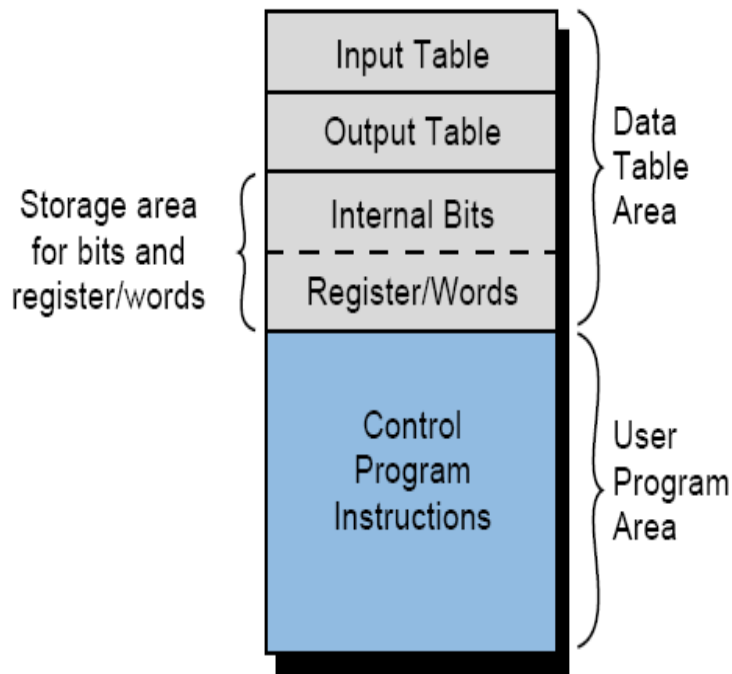 Input Table
Output Table
Internal Bits
Register/Words
Data
Table
Area
Storage area
for bits and
register/words
Control
Program
Instructions
User
Program
Area